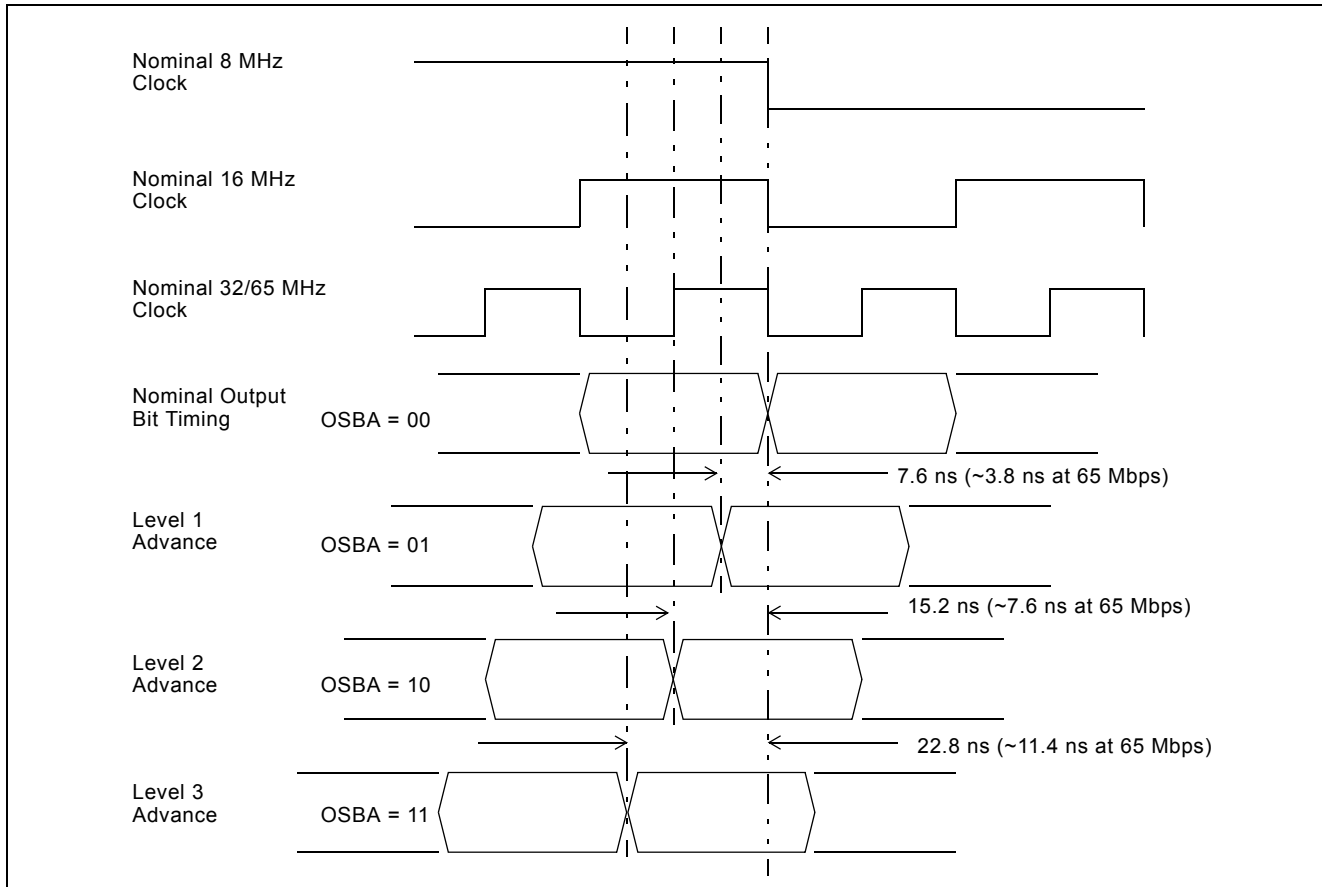 Nominal 8 MHz
Clock
Nominal 16 MHz
Clock
Nominal 32/65 MHz
Clock
Nominal Output
Bit Timing
OSBA = 00
7.6 ns (~3.8 ns at 65 Mbps)
Level 1
Advance
OSBA = 01
15.2 ns (~7.6 ns at 65 Mbps)
Level 2
Advance
OSBA = 10
22.8 ns (~11.4 ns at 65 Mbps)
Level 3
Advance
OSBA = 11